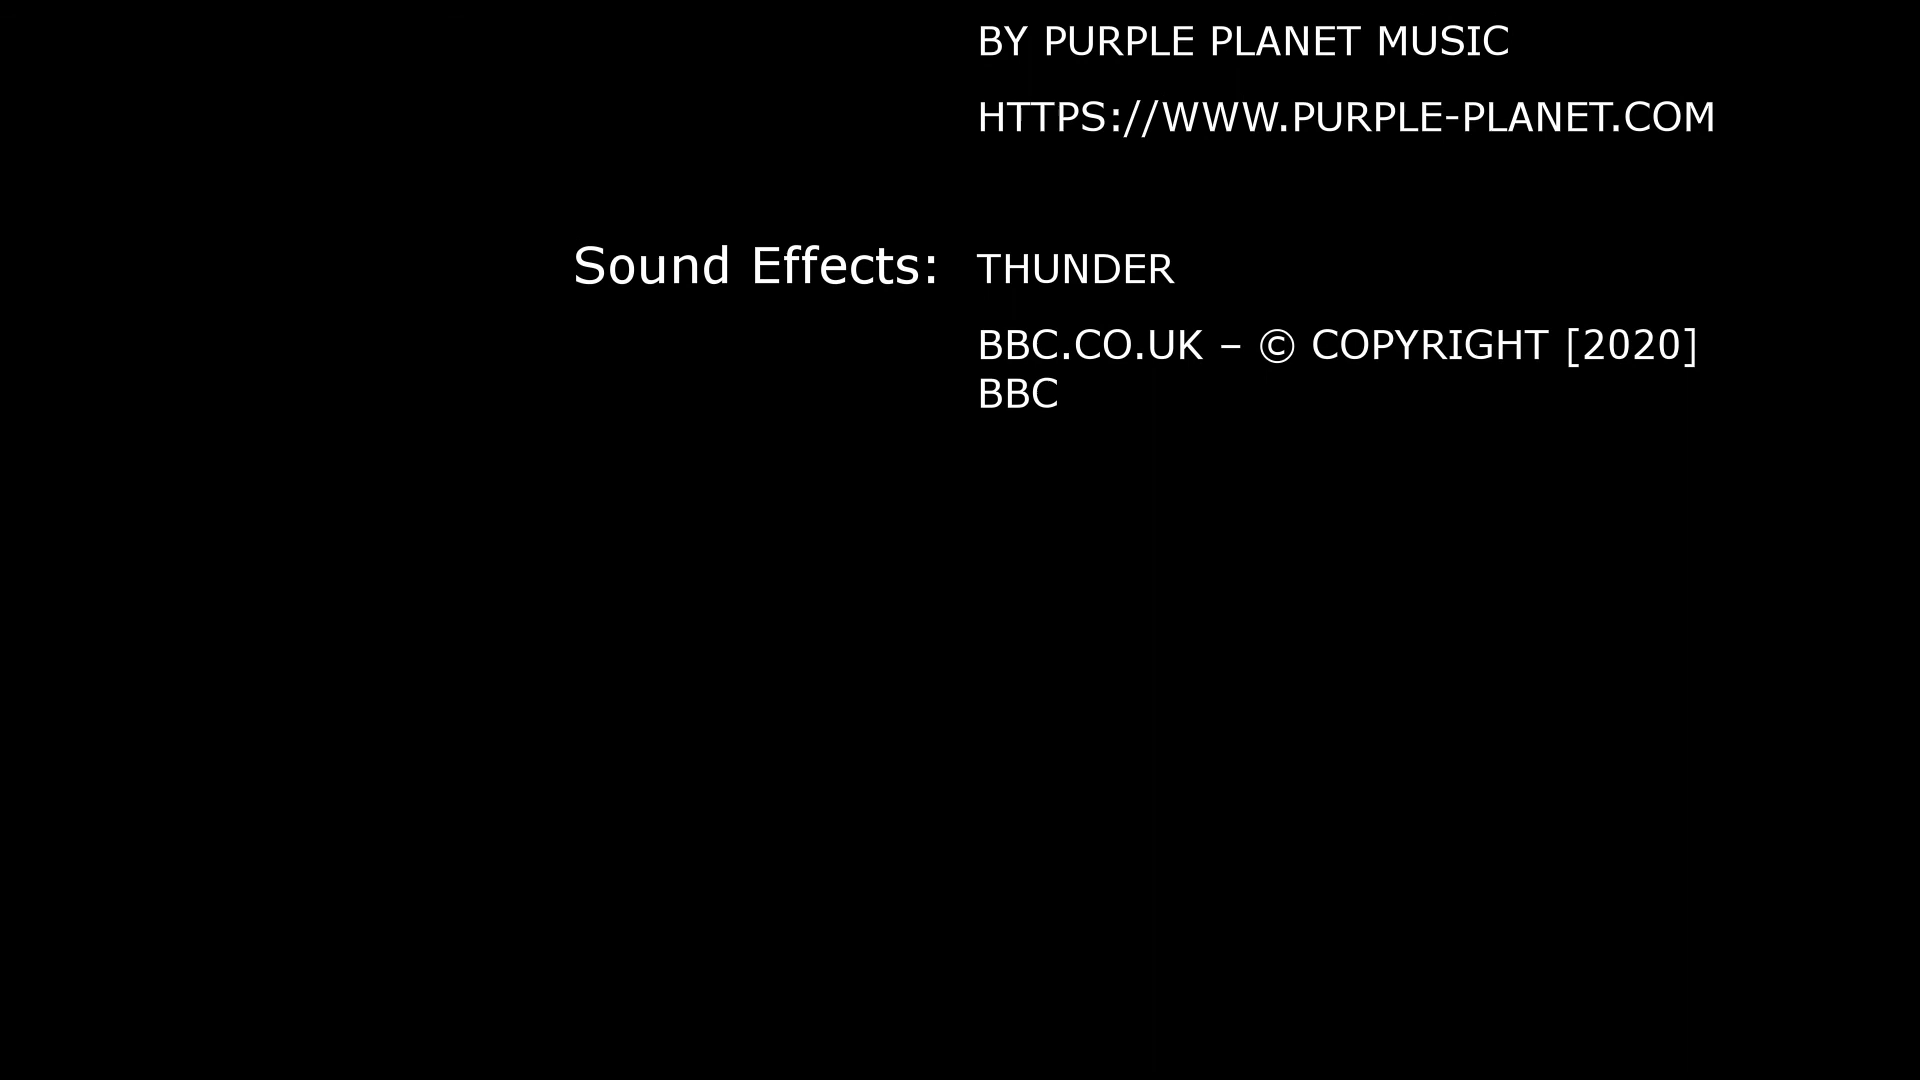 BY PURPLE PLANET MUSIC
HTTPS://WWW.PURPLE-PLANET.COM
Sound Effects: THUNDER
BBC.CO.UK – © COPYRIGHT [2020]
BBC